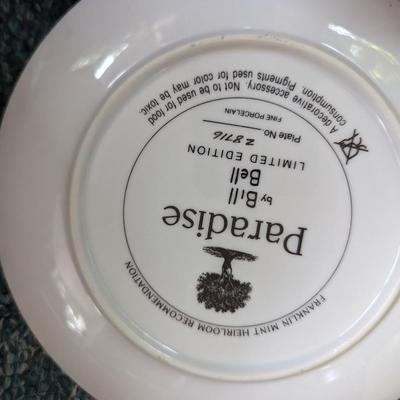 FRANKLIN MINT HEIRLOOM RECOMMENDATION
Paradise
by Bill
Bell
LIMITED EDITION
Plate No Z8716
FINE PORCELAIN
A decorative accessory. Not to be used for food
consumption. Pigments used for color may be toxic.